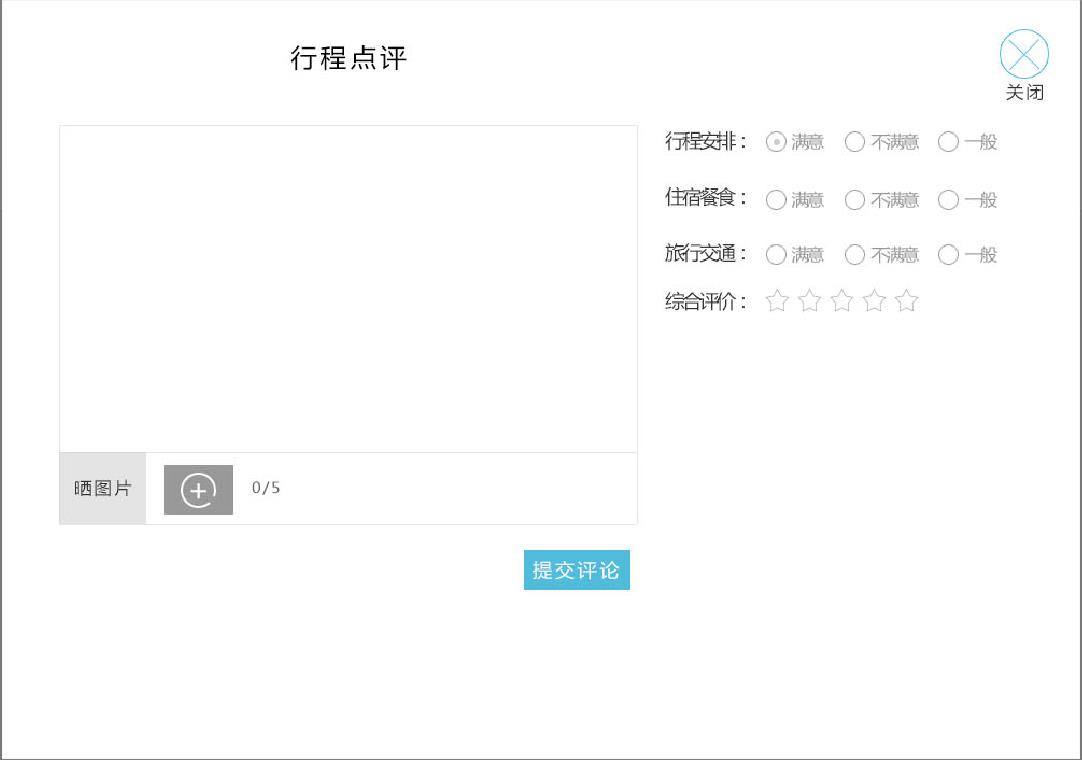 行程点评
关闭
行程安排： 满意 不满意 一般
住宿餐食： 满意 不满意 一般
旅行交通： 满意 不满意 一般
综合评价：
晒图片 0/5
提交评论